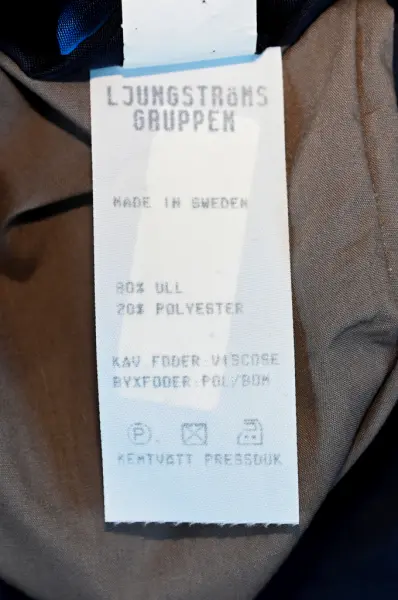 LJUNGSTRÖMS
GRUPPEN
MADE IN SWEDEN
80% ULL
20% POLYESTER
KAV FODER VISCOSE
BYXFODER POL/BOM
P
KEMTVÄTT PRESSDUK